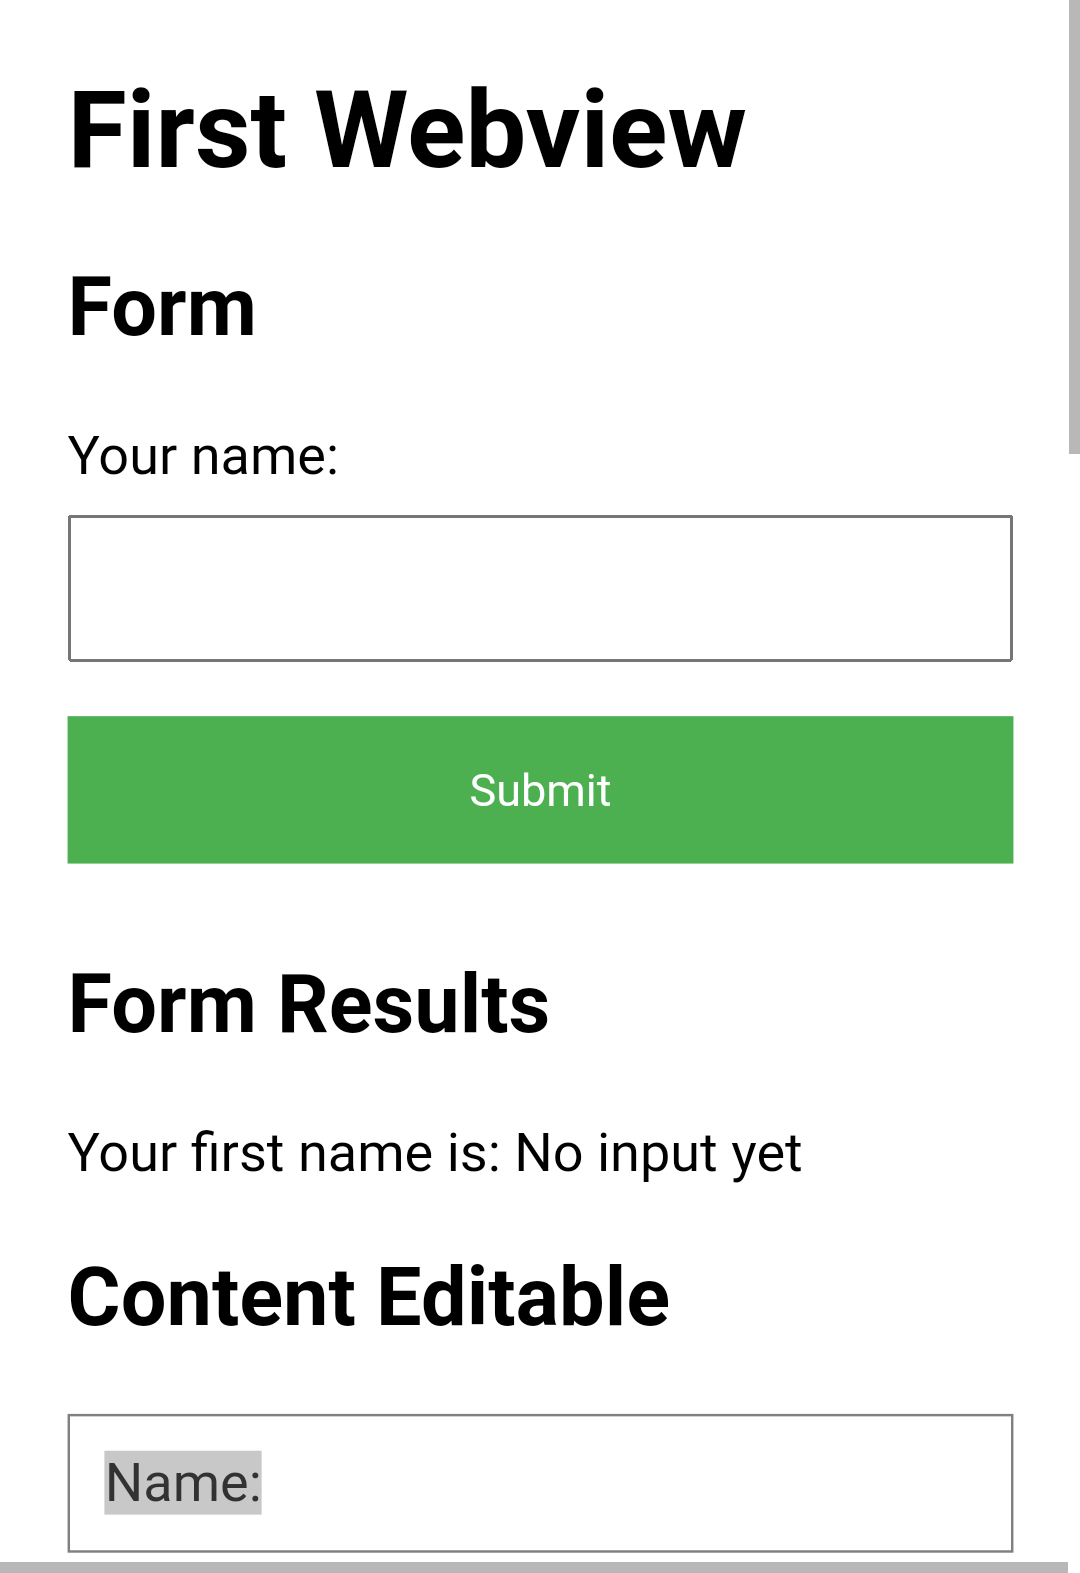 First Webview
Form
Your name:
Submit
Form Results
Your first name is: No input yet
Content Editable
Name: